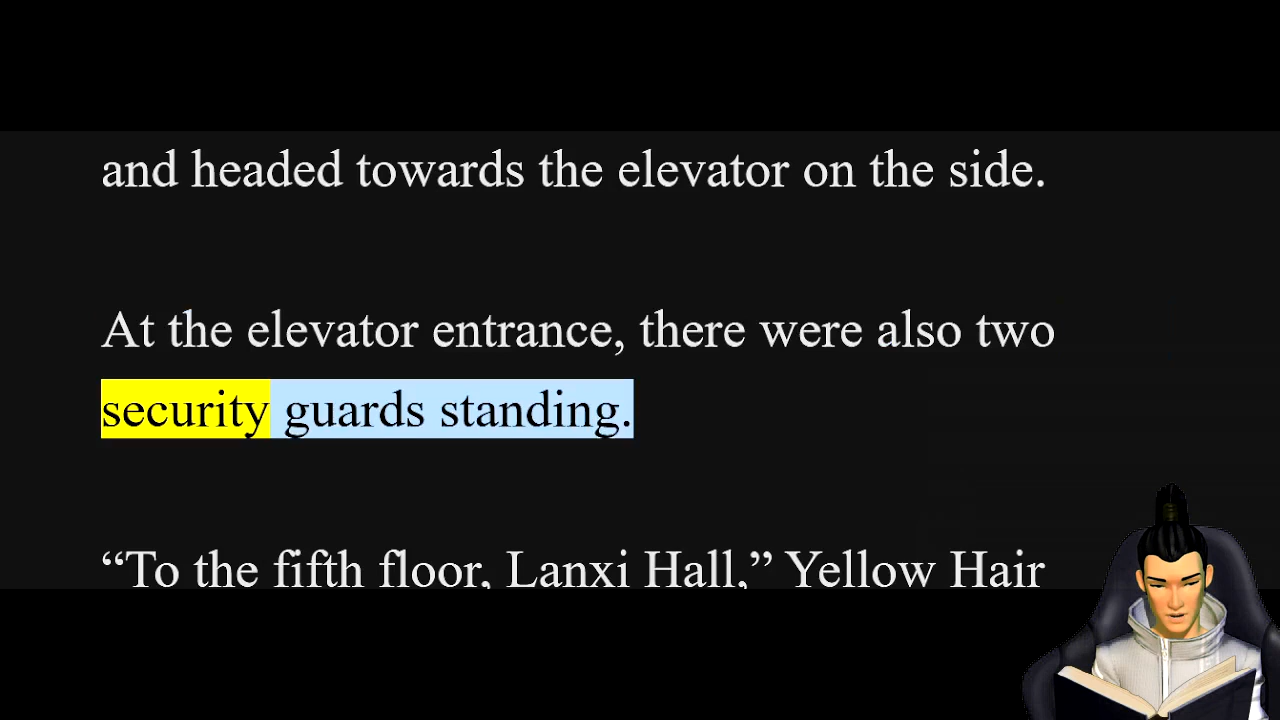 and headed towards the elevator on the side.
At the elevator entrance, there were also two
security guards standing.
“To the fifth floor, Lanxi Hall,” Yellow Hair